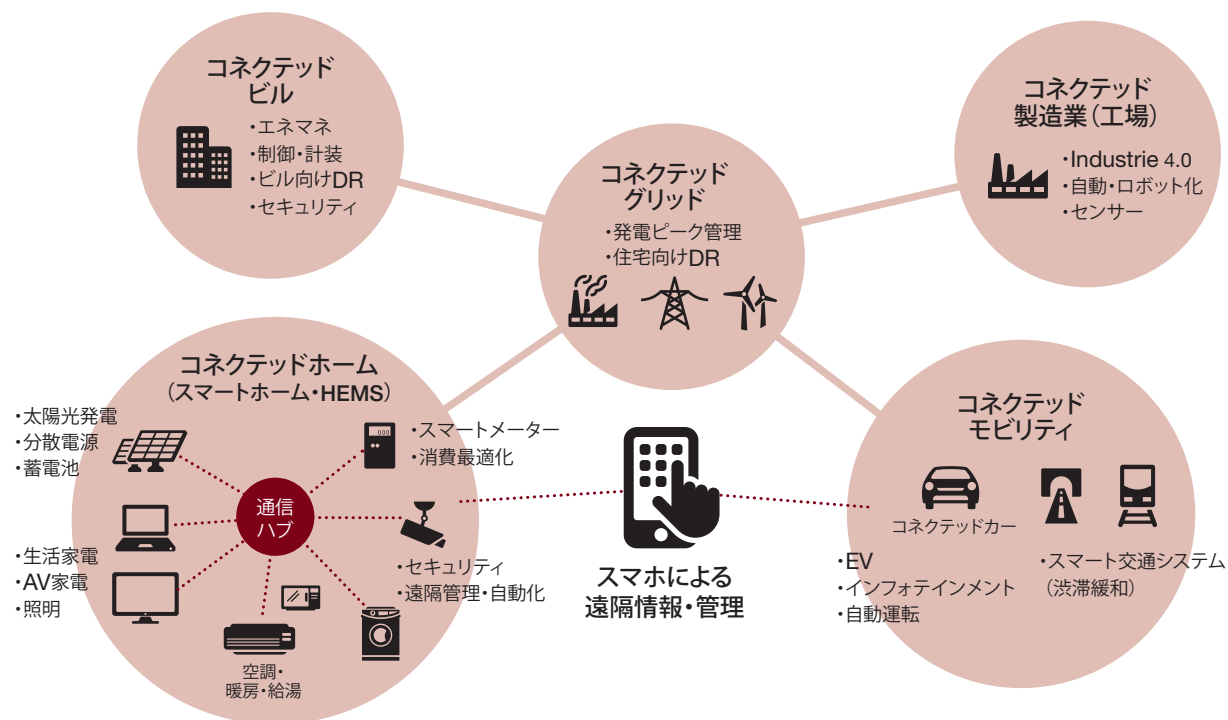 コネクテッド
ビル
・エネマネ
・制御・計装
・ビル向けDR
・セキュリティ
コネクテッド
グリッド
・発電ピーク管理
・住宅向けDR
コネクテッド
製造業（工場）
・Industrie 4.0
・自動・ロボット化
・センサー
コネクテッドホーム
（スマートホーム・HEMS）
・太陽光発電
・分散電源
・蓄電池
・スマートメーター
・消費最適化
通信
ハブ
・生活家電
・AV家電
・照明
・セキュリティ
・遠隔管理・自動化
空調・
暖房・給湯
スマホによる
遠隔情報・管理
コネクテッド
モビリティ
コネクテッドカー
・EV
・インフォテインメント
・自動運転
・スマート交通システム
（渋滞緩和）